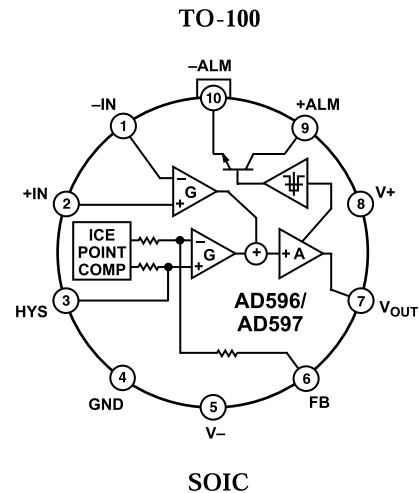 TO-100
–ALM
10
–IN
+ALM
1
9
+IN
–
G
+
2
8
V+
ICE
POINT
COMP
–
G
+
+
+ A
3
HYS
AD596/
AD597
7
VOUT
4
GND
6
FB
5
V–
SOIC